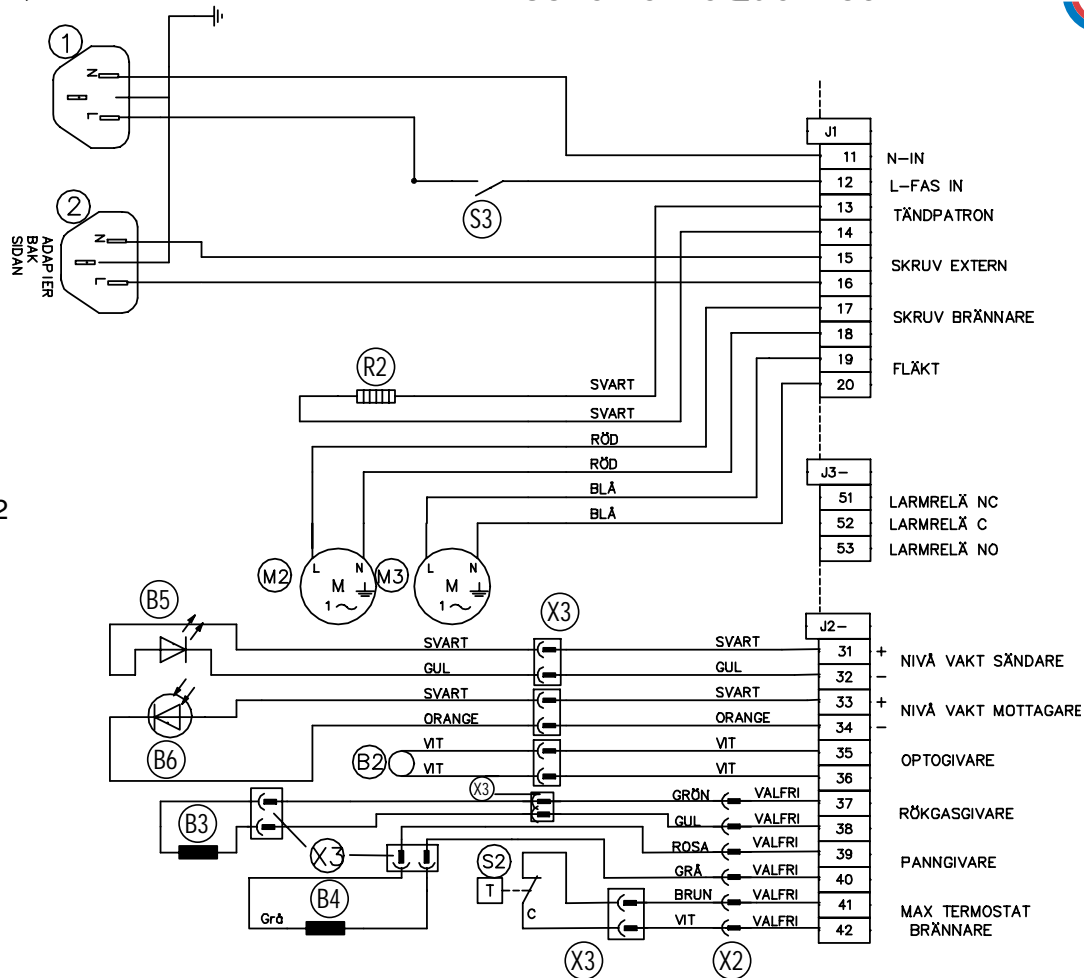 1
N
L
2
N
L
ADAPIER
BAK
SIDAN
S3
J1
11 N-IN
12 L-FAS IN
13 TÄNDPATRON
14
15 SKRUV EXTERN
16
17 SKRUV BRÄNNARE
18
19 FLÄKT
20
R2
SVART
SVART
RÖD
RÖD
BLÅ
BLÅ
J3-
51 LARMRELÄ NC
52 LARMRELÄ C
53 LARMRELÄ NO
2
M2
L N
M
1~
M3
L N
M
1~
B5
X3
J2-
SVART SVART 31 +
NIVÅ VAKT SÄNDARE
GUL GUL 32 -
SVART SVART 33 +
NIVÅ VAKT MOTTAGARE
ORANGE ORANGE 34 -
B6
B2
VIT VIT 35
OPTOGIVARE
VIT VIT 36
X3
GRÖN VALFRI 37
RÖKGASGIVARE
B3
GUL VALFRI 38
X3
ROSA VALFRI 39
PANNGIVARE
S2
GRÅ VALFRI 40
T
B4
BRUN VALFRI 41
MAX TERMOSTAT
BRÄNNARE
Grå
C
VIT VALFRI 42
X3
X2